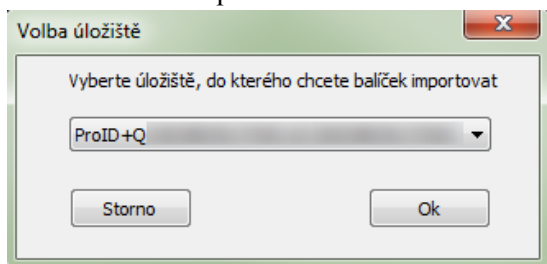 Volba úložiště
Vyberte úložiště, do kterého chcete balíček importovat
ProID+Q
Storno
Ok